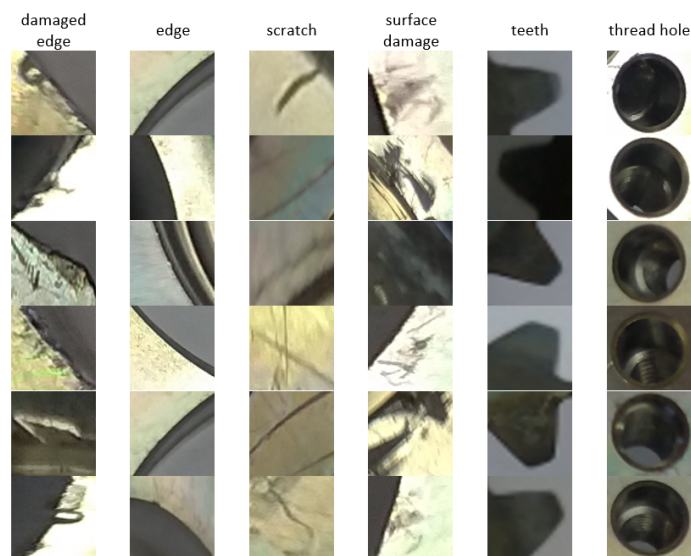 damaged edge
edge
scratch
surface damage
teeth
thread hole